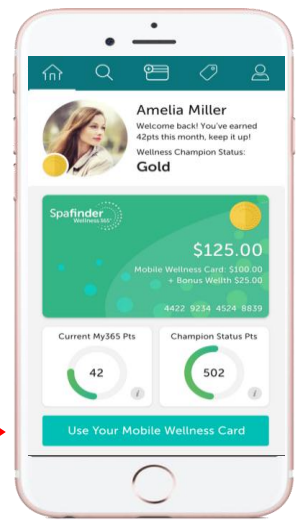 Amelia Miller
Welcome back! You've earned
42pts this month, keep it up!
Wellness Champion Status:
Gold
Spafinder
Wellness 365
$125.00
Mobile Wellness Card: $100.00
+ Bonus Wellth $25.00
4422 9234 4524 8839
Current My365 Pts
42
i
Champion Status Pts
502
i
Use Your Mobile Wellness Card